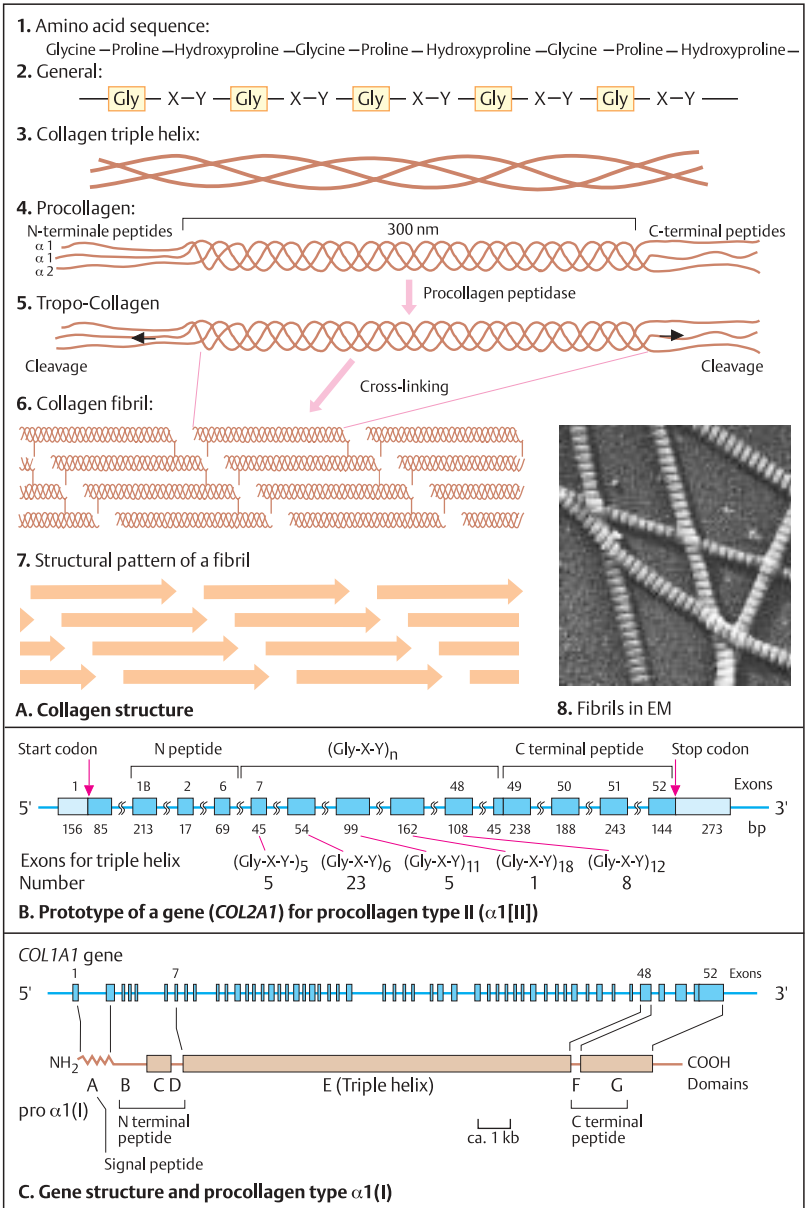 1. Amino acid sequence:
Glycine – Proline – Hydroxyproline – Glycine – Proline – Hydroxyproline – Glycine – Proline – Hydroxyproline –
2. General:
— Gly – X – Y – Gly – X – Y – Gly – X – Y – Gly – X – Y – Gly – X – Y —
3. Collagen triple helix:
4. Procollagen:
300 nm
N-terminale peptides
C-terminal peptides
α 1
α 1
α 2
Procollagen peptidase
5. Tropo-Collagen
Cleavage
Cleavage
Cross-linking
6. Collagen fibril:
7. Structural pattern of a fibril
A. Collagen structure
8. Fibrils in EM
Start codon
N peptide
(Gly-X-Y)n
C terminal peptide
Stop codon
1 1B 2 6 7 48 49 50 51 52 Exons
5' 3'
156 85 213 17 69 45 54 99 162 108 45 238 188 243 144 273 bp
Exons for triple helix (Gly-X-Y-)5 (Gly-X-Y)6 (Gly-X-Y)11 (Gly-X-Y)18 (Gly-X-Y)12
Number 5 23 5 1 8
B. Prototype of a gene (COL2A1) for procollagen type II (α1[II])
COL1A1 gene
1 7 48 52 Exons
5' 3'
NH2 COOH
A B C D E (Triple helix) F G Domains
pro α1(I)
N terminal
peptide
ca. 1 kb
C terminal
peptide
Signal peptide
C. Gene structure and procollagen type α1(I)